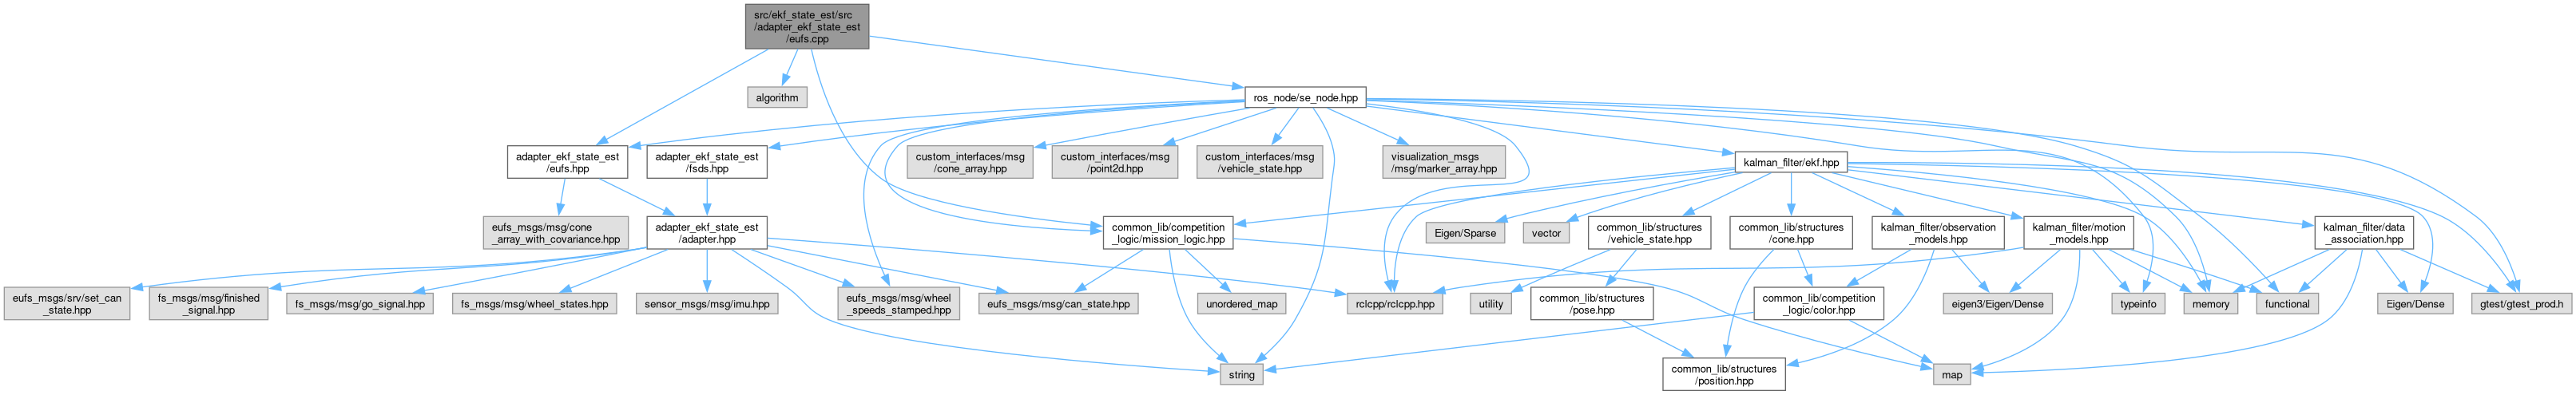 src/ekf_state_est/src
/adapter_ekf_state_est
/eufs.cpp
algorithm
ros_node/se_node.hpp
adapter_ekf_state_est
/eufs.hpp
adapter_ekf_state_est
/fsds.hpp
custom_interfaces/msg
/cone_array.hpp
custom_interfaces/msg
/point2d.hpp
custom_interfaces/msg
/vehicle_state.hpp
visualization_msgs
/msg/marker_array.hpp
kalman_filter/ekf.hpp
eufs_msgs/msg/cone
_array_with_covariance.hpp
adapter_ekf_state_est
/adapter.hpp
common_lib/competition
_logic/mission_logic.hpp
Eigen/Sparse
vector
common_lib/structures
/vehicle_state.hpp
common_lib/structures
/cone.hpp
kalman_filter/observation
_models.hpp
kalman_filter/motion
_models.hpp
kalman_filter/data
_association.hpp
eufs_msgs/srv/set_can
_state.hpp
fs_msgs/msg/finished
_signal.hpp
fs_msgs/msg/go_signal.hpp
fs_msgs/msg/wheel_states.hpp
sensor_msgs/msg/imu.hpp
eufs_msgs/msg/wheel
_speeds_stamped.hpp
eufs_msgs/msg/can_state.hpp
unordered_map
rclcpp/rclcpp.hpp
utility
common_lib/structures
/pose.hpp
common_lib/competition
_logic/color.hpp
eigen3/Eigen/Dense
typeinfo
memory
functional
Eigen/Dense
gtest/gtest_prod.h
string
common_lib/structures
/position.hpp
map